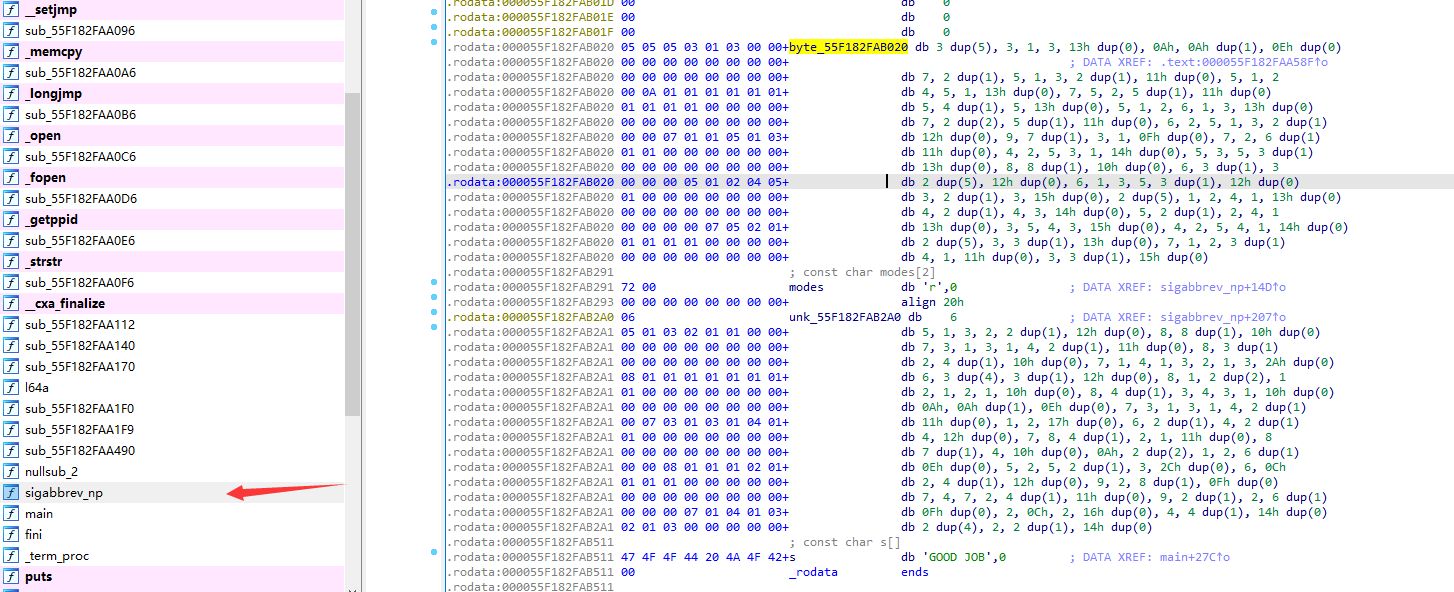 __setjmp
sub_55F182FAA096
_memcpy
sub_55F182FAA0A6
_longjmp
sub_55F182FAA0B6
_open
sub_55F182FAA0C6
_fopen
sub_55F182FAA0D6
_getppid
sub_55F182FAA0E6
_strstr
sub_55F182FAA0F6
__cxa_finalize
sub_55F182FAA112
sub_55F182FAA140
sub_55F182FAA170
l64a
sub_55F182FAA1F0
sub_55F182FAA1F9
sub_55F182FAA490
nullsub_2
sigabbrev_np
main
fini
_term_proc
puts
.rodata:000055F182FAB01D 00 db 0
.rodata:000055F182FAB01E 00 db 0
.rodata:000055F182FAB01F 00 db 0
.rodata:000055F182FAB020 05 05 05 03 01 03 00 00+byte_55F182FAB020 db 3 dup(5), 3, 1, 3, 13h dup(0), 0Ah, 0Ah dup(1), 0Eh dup(0)
.rodata:000055F182FAB020 00 00 00 00 00 00 00 00+ ; DATA XREF: .text:000055F182FAA58F↑o
.rodata:000055F182FAB020 00 00 00 00 00 00 00 00+ db 7, 2 dup(1), 5, 1, 3, 2 dup(1), 11h dup(0), 5, 1, 2
.rodata:000055F182FAB020 00 0A 01 01 01 01 01 01+ db 4, 5, 1, 13h dup(0), 7, 5, 2, 5 dup(1), 11h dup(0)
.rodata:000055F182FAB020 01 01 01 01 00 00 00 00+ db 5, 4 dup(1), 5, 13h dup(0), 5, 1, 2, 6, 1, 3, 13h dup(0)
.rodata:000055F182FAB020 00 00 00 00 00 00 00 00+ db 7, 2 dup(2), 5 dup(1), 11h dup(0), 6, 2, 5, 1, 3, 2 dup(1)
.rodata:000055F182FAB020 00 00 07 01 01 05 01 03+ db 12h dup(0), 9, 7 dup(1), 3, 1, 0Fh dup(0), 7, 2, 6 dup(1)
.rodata:000055F182FAB020 01 01 00 00 00 00 00 00+ db 11h dup(0), 4, 2, 5, 3, 1, 14h dup(0), 5, 3, 5, 3 dup(1)
.rodata:000055F182FAB020 00 00 00 00 00 00 00 00+ db 13h dup(0), 8, 8 dup(1), 10h dup(0), 6, 3 dup(1), 3
.rodata:000055F182FAB020 00 00 00 05 01 02 04 05+ db 2 dup(5), 12h dup(0), 6, 1, 3, 5, 3 dup(1), 12h dup(0)
.rodata:000055F182FAB020 01 00 00 00 00 00 00 00+ db 3, 2 dup(1), 3, 15h dup(0), 2 dup(5), 1, 2, 4, 1, 13h dup(0)
.rodata:000055F182FAB020 00 00 00 00 00 00 00 00+ db 4, 2 dup(1), 4, 3, 14h dup(0), 5, 2 dup(1), 2, 4, 1
.rodata:000055F182FAB020 00 00 00 00 00 07 05 02 01+ db 13h dup(0), 3, 5, 4, 3, 15h dup(0), 4, 2, 5, 4, 1, 14h dup(0)
.rodata:000055F182FAB020 01 01 01 01 00 00 00 00+ db 2 dup(5), 3, 3 dup(1), 13h dup(0), 7, 1, 2, 3 dup(1)
.rodata:000055F182FAB020 00 00 00 00 00 00 00 00+ db 4, 1, 11h dup(0), 3, 3 dup(1), 15h dup(0)
.rodata:000055F182FAB291 ; const char modes[2]
.rodata:000055F182FAB291 72 00 modes db 'r',0 ; DATA XREF: sigabbrev_np+14D↑o
.rodata:000055F182FAB293 00 00 00 00 00 00 00 00+ align 20h
.rodata:000055F182FAB2A0 06 unk_55F182FAB2A0 db 6 ; DATA XREF: sigabbrev_np+207↑o
.rodata:000055F182FAB2A1 05 01 03 02 01 01 00 00+ db 5, 1, 3, 2, 2 dup(1), 12h dup(0), 8, 8 dup(1), 10h dup(0)
.rodata:000055F182FAB2A1 00 00 00 00 00 00 00 00+ db 7, 3, 1, 3, 1, 4, 2 dup(1), 11h dup(0), 8, 3 dup(1)
.rodata:000055F182FAB2A1 00 00 00 00 00 00 00 00+ db 2, 4 dup(1), 10h dup(0), 7, 1, 4, 1, 3, 2, 1, 3, 2Ah dup(0)
.rodata:000055F182FAB2A1 08 01 01 01 01 01 01 01+ db 6, 3 dup(4), 3 dup(1), 12h dup(0), 8, 1, 2 dup(2), 1
.rodata:000055F182FAB2A1 01 00 00 00 00 00 00 00+ db 2, 1, 2, 1, 10h dup(0), 8, 4 dup(1), 3, 4, 3, 1, 10h dup(0)
.rodata:000055F182FAB2A1 00 00 00 00 00 00 00 00+ db 0Ah, 0Ah dup(1), 0Eh dup(0), 7, 3, 1, 3, 1, 4, 2 dup(1)
.rodata:000055F182FAB2A1 00 07 03 01 03 01 04 01+ db 11h dup(0), 1, 2, 17h dup(0), 6, 2 dup(1), 4, 2 dup(1)
.rodata:000055F182FAB2A1 01 00 00 00 00 00 00 00+ db 4, 12h dup(0), 7, 8, 4 dup(1), 2, 1, 11h dup(0), 8
.rodata:000055F182FAB2A1 00 00 00 00 00 00 00 00+ db 7 dup(1), 4, 10h dup(0), 0Ah, 2 dup(2), 1, 2, 6 dup(1)
.rodata:000055F182FAB2A1 00 00 08 01 01 01 02 01+ db 0Eh dup(0), 5, 2, 5, 2 dup(1), 3, 2Ch dup(0), 6, 0Ch
.rodata:000055F182FAB2A1 01 01 01 00 00 00 00 00+ db 2, 4 dup(1), 12h dup(0), 9, 2, 8 dup(1), 0Fh dup(0)
.rodata:000055F182FAB2A1 00 00 00 00 00 00 00 00+ db 7, 4, 7, 2, 4 dup(1), 11h dup(0), 9, 2 dup(1), 2, 6 dup(1)
.rodata:000055F182FAB2A1 00 00 00 00 07 01 04 01 03+ db 0Fh dup(0), 2, 0Ch, 2, 16h dup(0), 4, 4 dup(1), 14h dup(0)
.rodata:000055F182FAB2A1 02 01 03 00 00 00 00 00+ db 2 dup(4), 2, 2 dup(1), 14h dup(0)
.rodata:000055F182FAB511 ; const char s[]
.rodata:000055F182FAB511 47 4F 4F 44 20 4A 4F 42+s db 'GOOD JOB',0 ; DATA XREF: main+27C↑o
.rodata:000055F182FAB511 00 _rodata ends
.rodata:000055F182FAB511